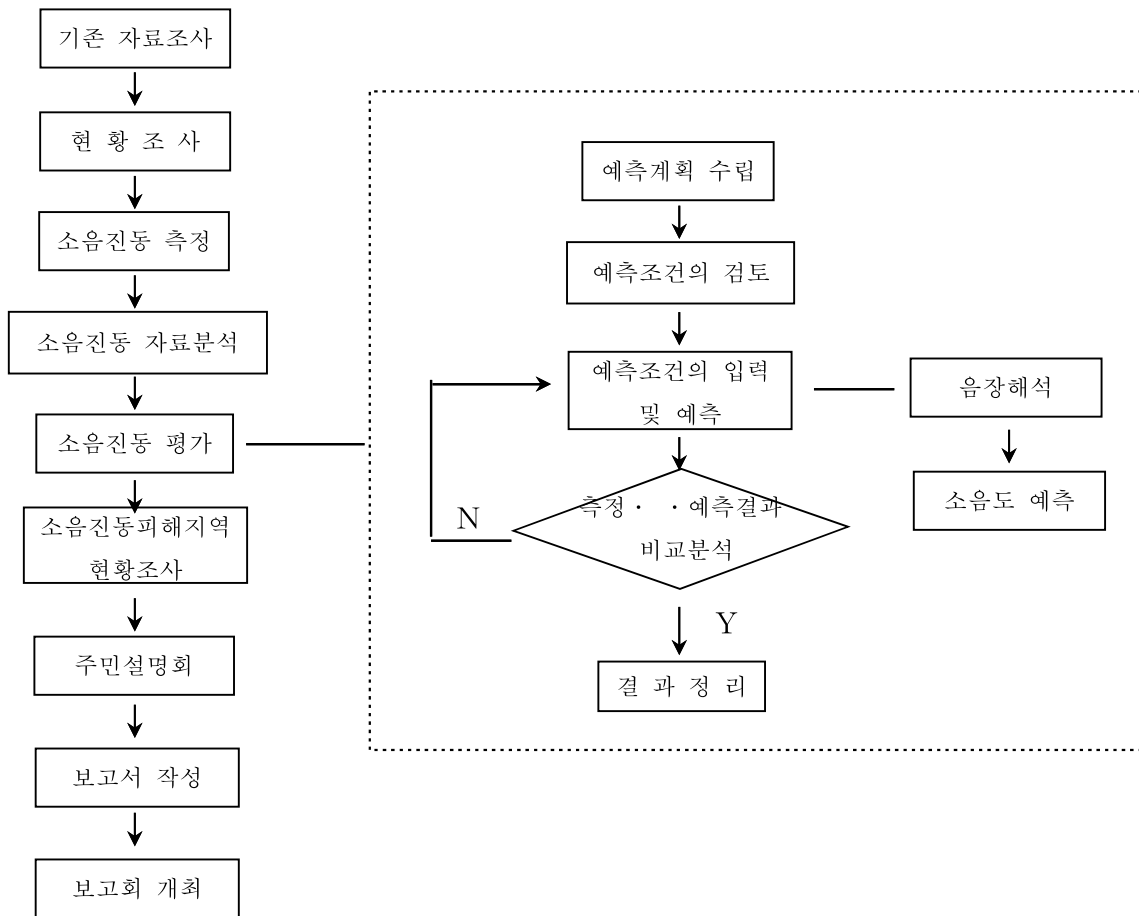 기존 자료조사
현 황 조 사
소음진동 측정
소음진동 자료분석
소음진동 평가
소음진동피해지역
현황조사
주민설명회
보고서 작성
보고회 개최
예측계획 수립
예측조건의 검토
예측조건의 입력
및 예측
음장해석
소음도 예측
측정· ·예측결과
비교분석
N
Y
결 과 정 리